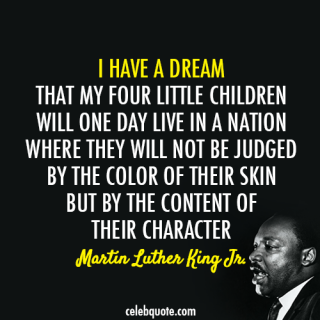 I HAVE A DREAM
THAT MY FOUR LITTLE CHILDREN
WILL ONE DAY LIVE IN A NATION
WHERE THEY WILL NOT BE JUDGED
BY THE COLOR OF THEIR SKIN
BUT BY THE CONTENT OF
THEIR CHARACTER
Martin Luther King Jr.
celebquote.com